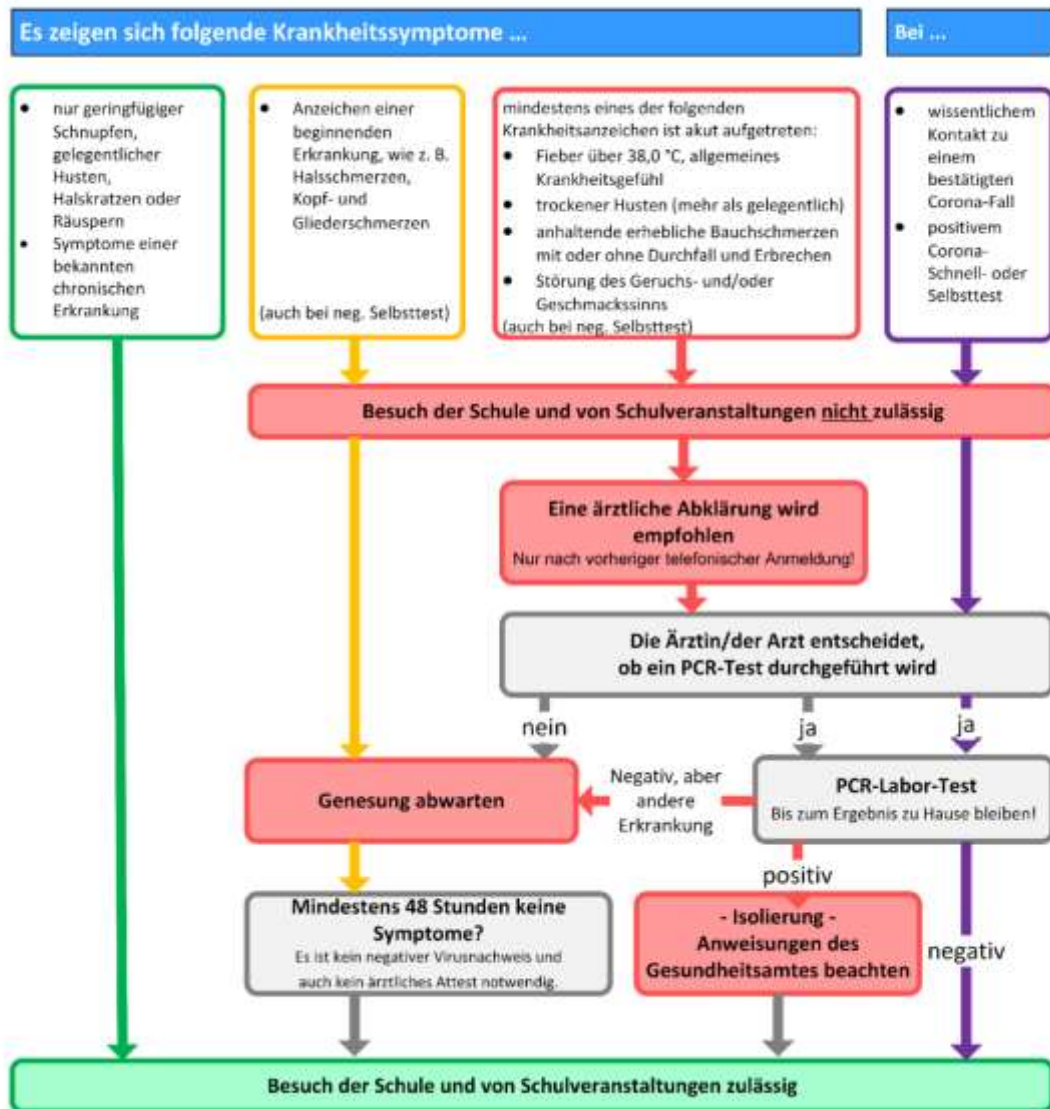 Es zeigen sich folgende Krankheitssymptome ...
Bei ...
• nur geringfügiger
Schnupfen,
gelegentlicher
Husten,
Halskratzen oder
Räuspern
• Symptome einer
bekannten
chronischen
Erkrankung
• Anzeichen einer
beginnenden
Erkrankung, wie z. B.
Halsschmerzen,
Kopf- und
Gliederschmerzen
(auch bei neg. Selbsttest)
mindestens eines der folgenden
Krankheitsanzeichen ist akut aufgetreten:
• Fieber über 38,0 °C, allgemeines
Krankheitsgefühl
• trockener Husten (mehr als gelegentlich)
• anhaltende erhebliche Bauchschmerzen
mit oder ohne Durchfall und Erbrechen
• Störung des Geruchs- und/oder
Geschmackssinns
(auch bei neg. Selbsttest)
• wissentlichem
Kontakt zu
einem
bestätigten
Corona-Fall
• positivem
Corona-
Schnell- oder
Selbsttest
Besuch der Schule und von Schulveranstaltungen nicht zulässig
Eine ärztliche Abklärung wird
empfohlen
Nur nach vorheriger telefonischer Anmeldung!
Die Ärztin/der Arzt entscheidet,
ob ein PCR-Test durchgeführt wird
nein
ja
ja
Genesung abwarten
Negativ, aber
andere
Erkrankung
PCR-Labor-Test
Bis zum Ergebnis zu Hause bleiben!
positiv
negativ
Mindestens 48 Stunden keine
Symptome?
Es ist kein negativer Virusnachweis und
auch kein ärztliches Attest notwendig.
- Isolierung -
Anweisungen des
Gesundheitsamtes beachten
Besuch der Schule und von Schulveranstaltungen zulässig